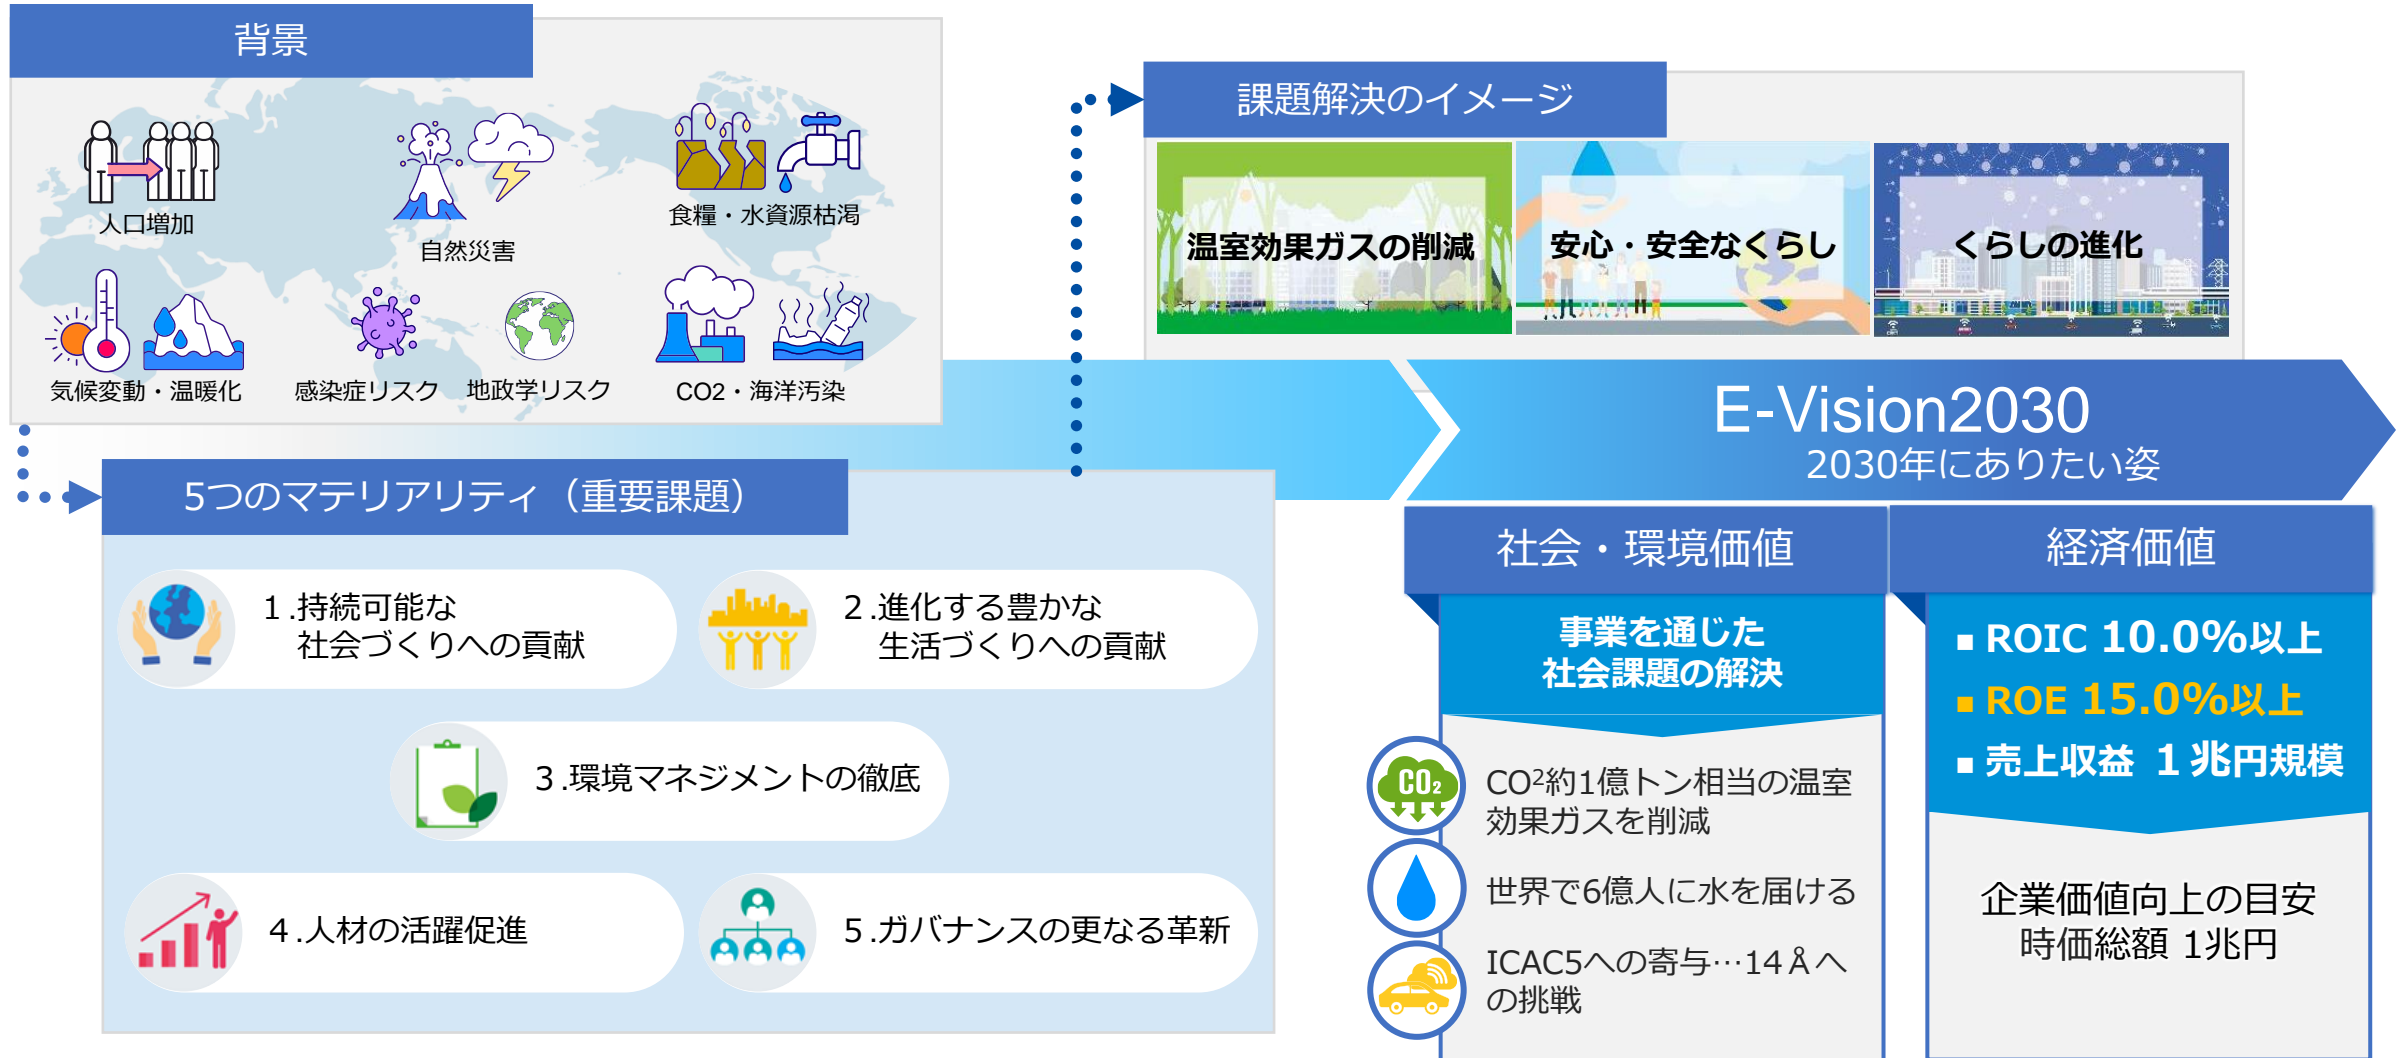 背景
人口増加
自然災害
食糧・水資源枯渇
気候変動・温暖化
感染症リスク
地政学リスク
CO2・海洋汚染
5つのマテリアリティ（重要課題）
１.持続可能な
社会づくりへの貢献
２.進化する豊かな
生活づくりへの貢献
３.環境マネジメントの徹底
４.人材の活躍促進
５.ガバナンスの更なる革新
課題解決のイメージ
温室効果ガスの削減
安心・安全なくらし
くらしの進化
E-Vision2030
2030年にありたい姿
社会・環境価値
事業を通じた
社会課題の解決
CO2
CO²約1億トン相当の温室
効果ガスを削減
世界で6億人に水を届ける
ICAC5への寄与…14Åへ
の挑戦
経済価値
■ ROIC 10.0%以上
■ ROE 15.0%以上
■ 売上収益 １兆円規模
企業価値向上の目安
時価総額 1兆円